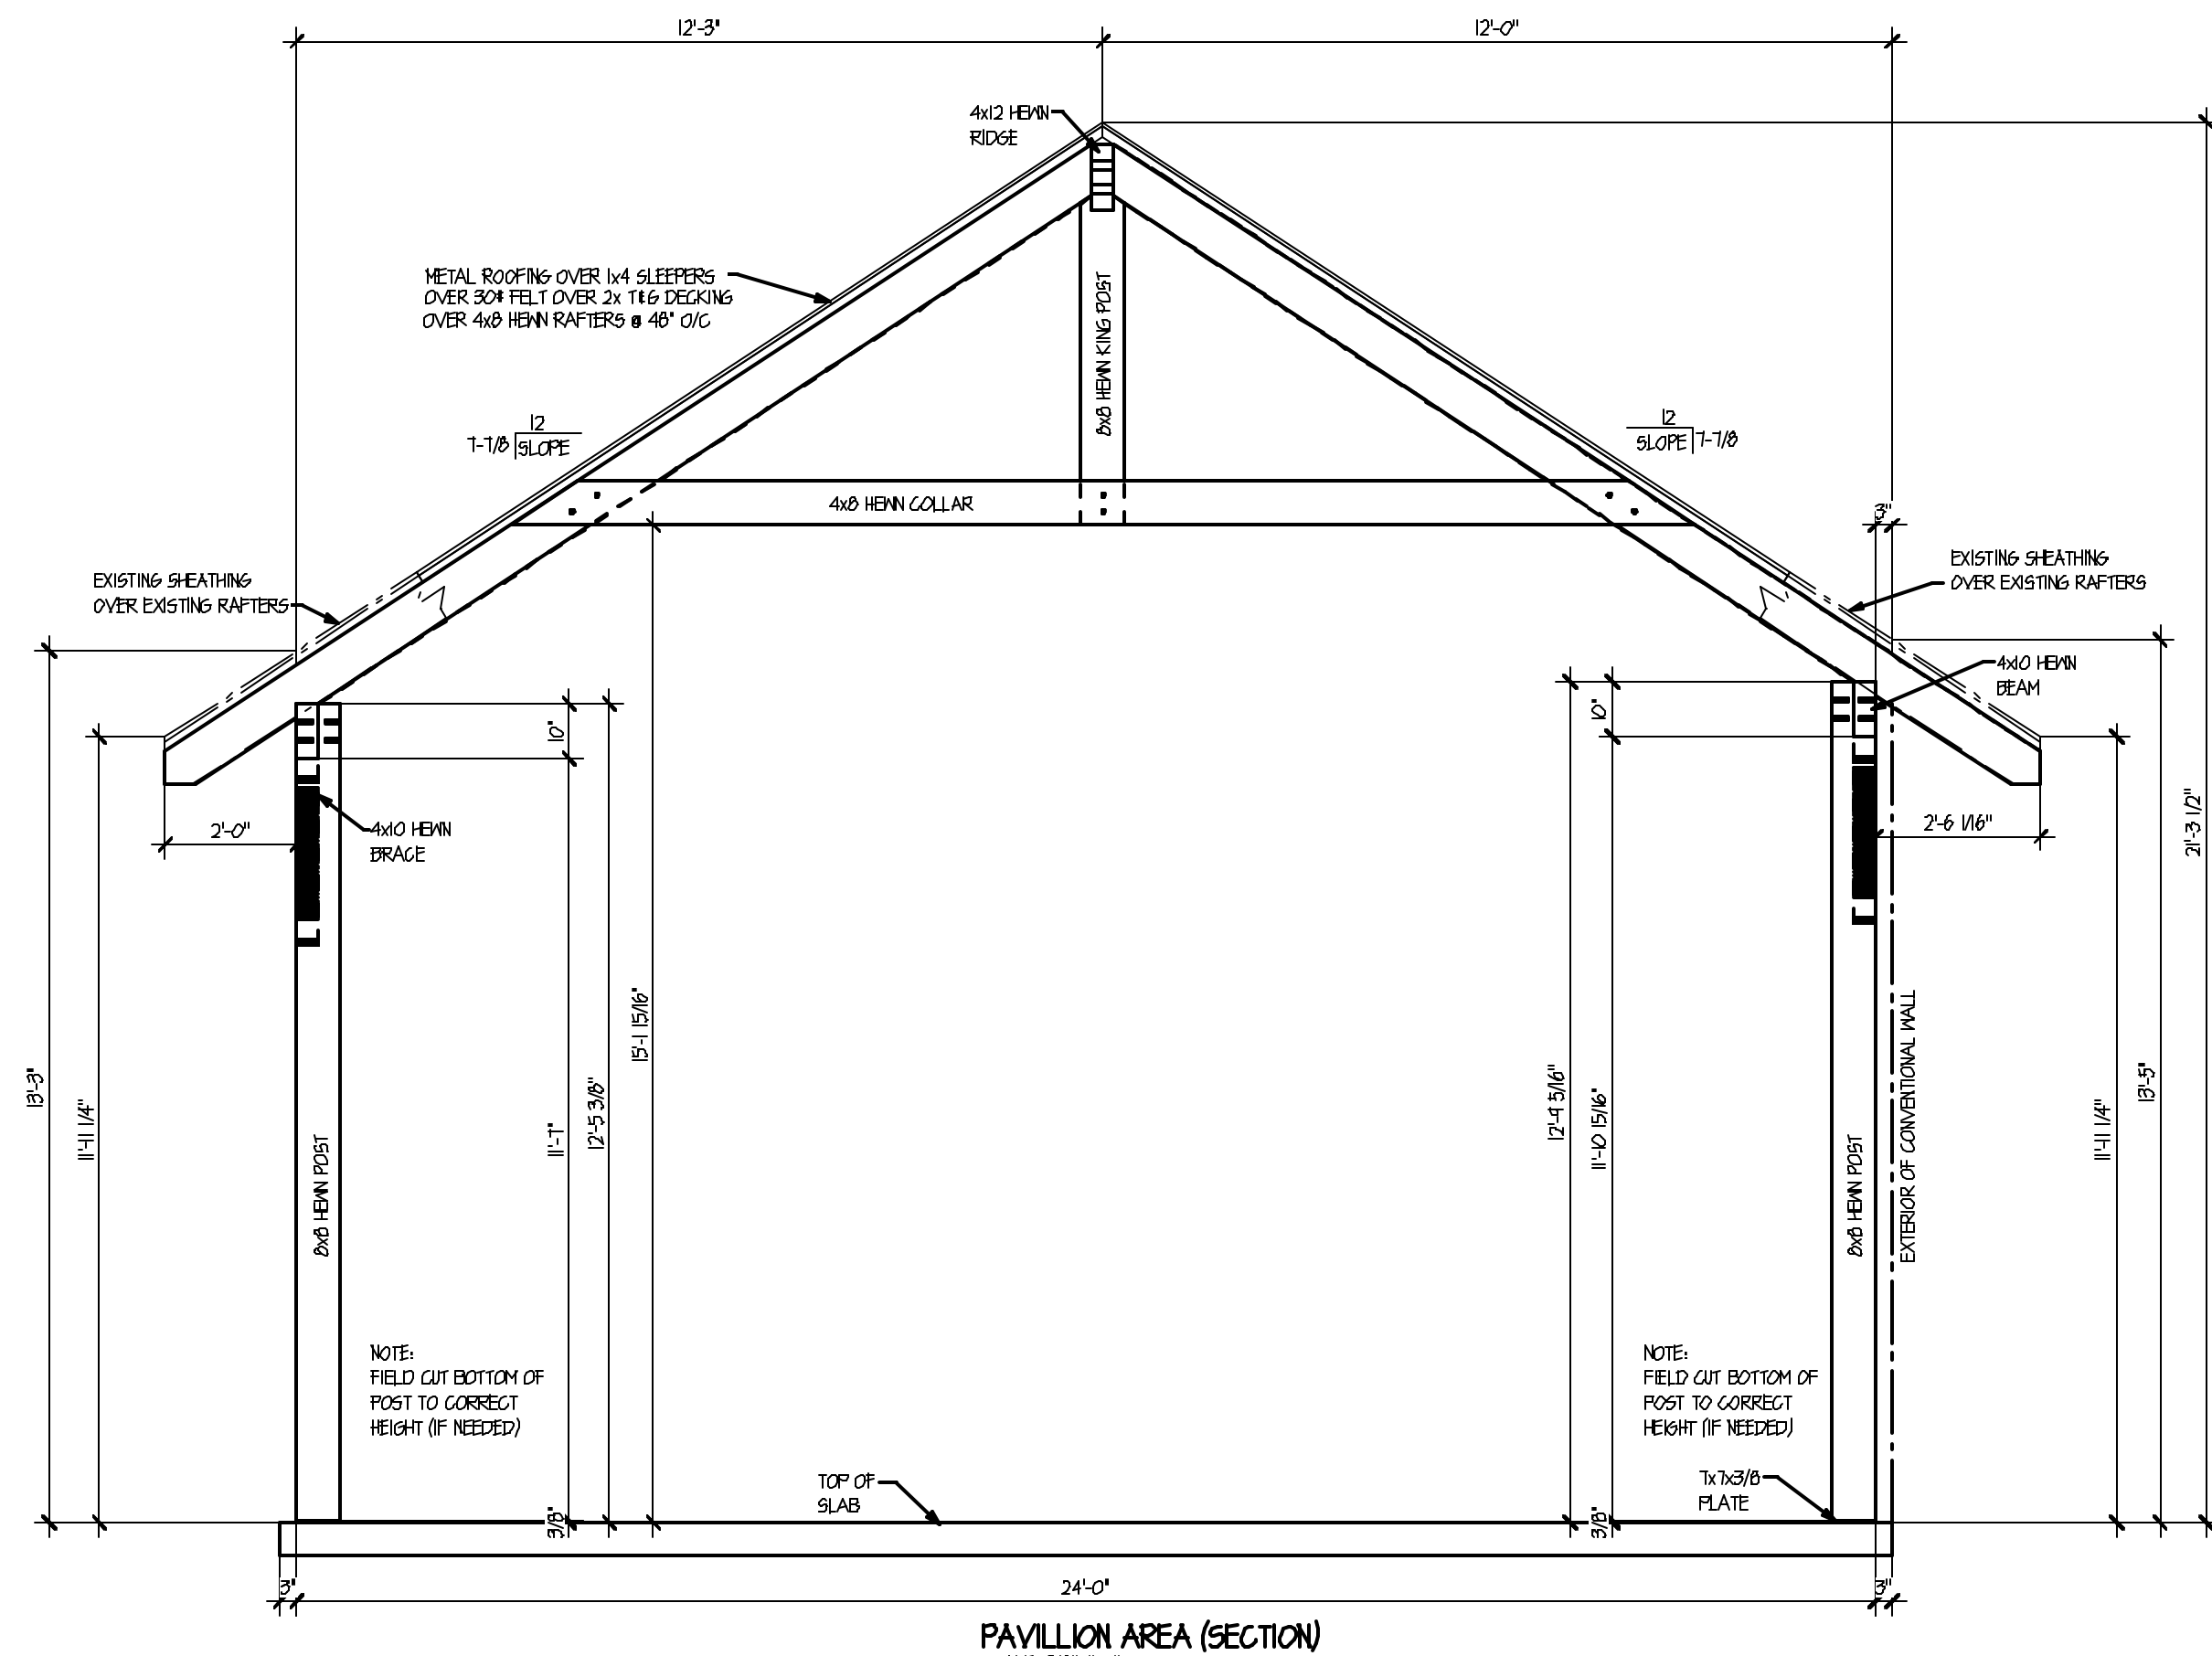 12'-3"
12'-0"
4x12 HEWN
RIDGE
METAL ROOFING OVER 1x4 SLEEPERS
OVER 30# FELT OVER 2x T&G DECKING
OVER 4x8 HEWN RAFTERS @ 48" O/C
8x8 HEWN KING POST
12
7-7/8 SLOPE
12
SLOPE 7-7/8
4x8 HEWN COLLAR
3"
EXISTING SHEATHING
OVER EXISTING RAFTERS
EXISTING SHEATHING
OVER EXISTING RAFTERS
4x10 HEWN
BEAM
10"
10"
2'-0"
4x10 HEWN
BRACE
2'-6 1/16"
21'-3 1/2"
13'-3"
11'-11 1/4"
11'-7"
12'-5 3/8"
15'-1 15/16"
12'-9 5/16"
11'-10 15/16"
EXTERIOR OF CONVENTIONAL WALL
11'-11 1/4"
13'-5"
8x8 HEWN POST
8x8 HEWN POST
NOTE:
FIELD CUT BOTTOM OF
POST TO CORRECT
HEIGHT (IF NEEDED)
NOTE:
FIELD CUT BOTTOM OF
POST TO CORRECT
HEIGHT (IF NEEDED)
TOP OF
SLAB
7x7x3/8
PLATE
3/8"
3/8"
3"
24'-0"
3"
PAVILLION AREA (SECTION)